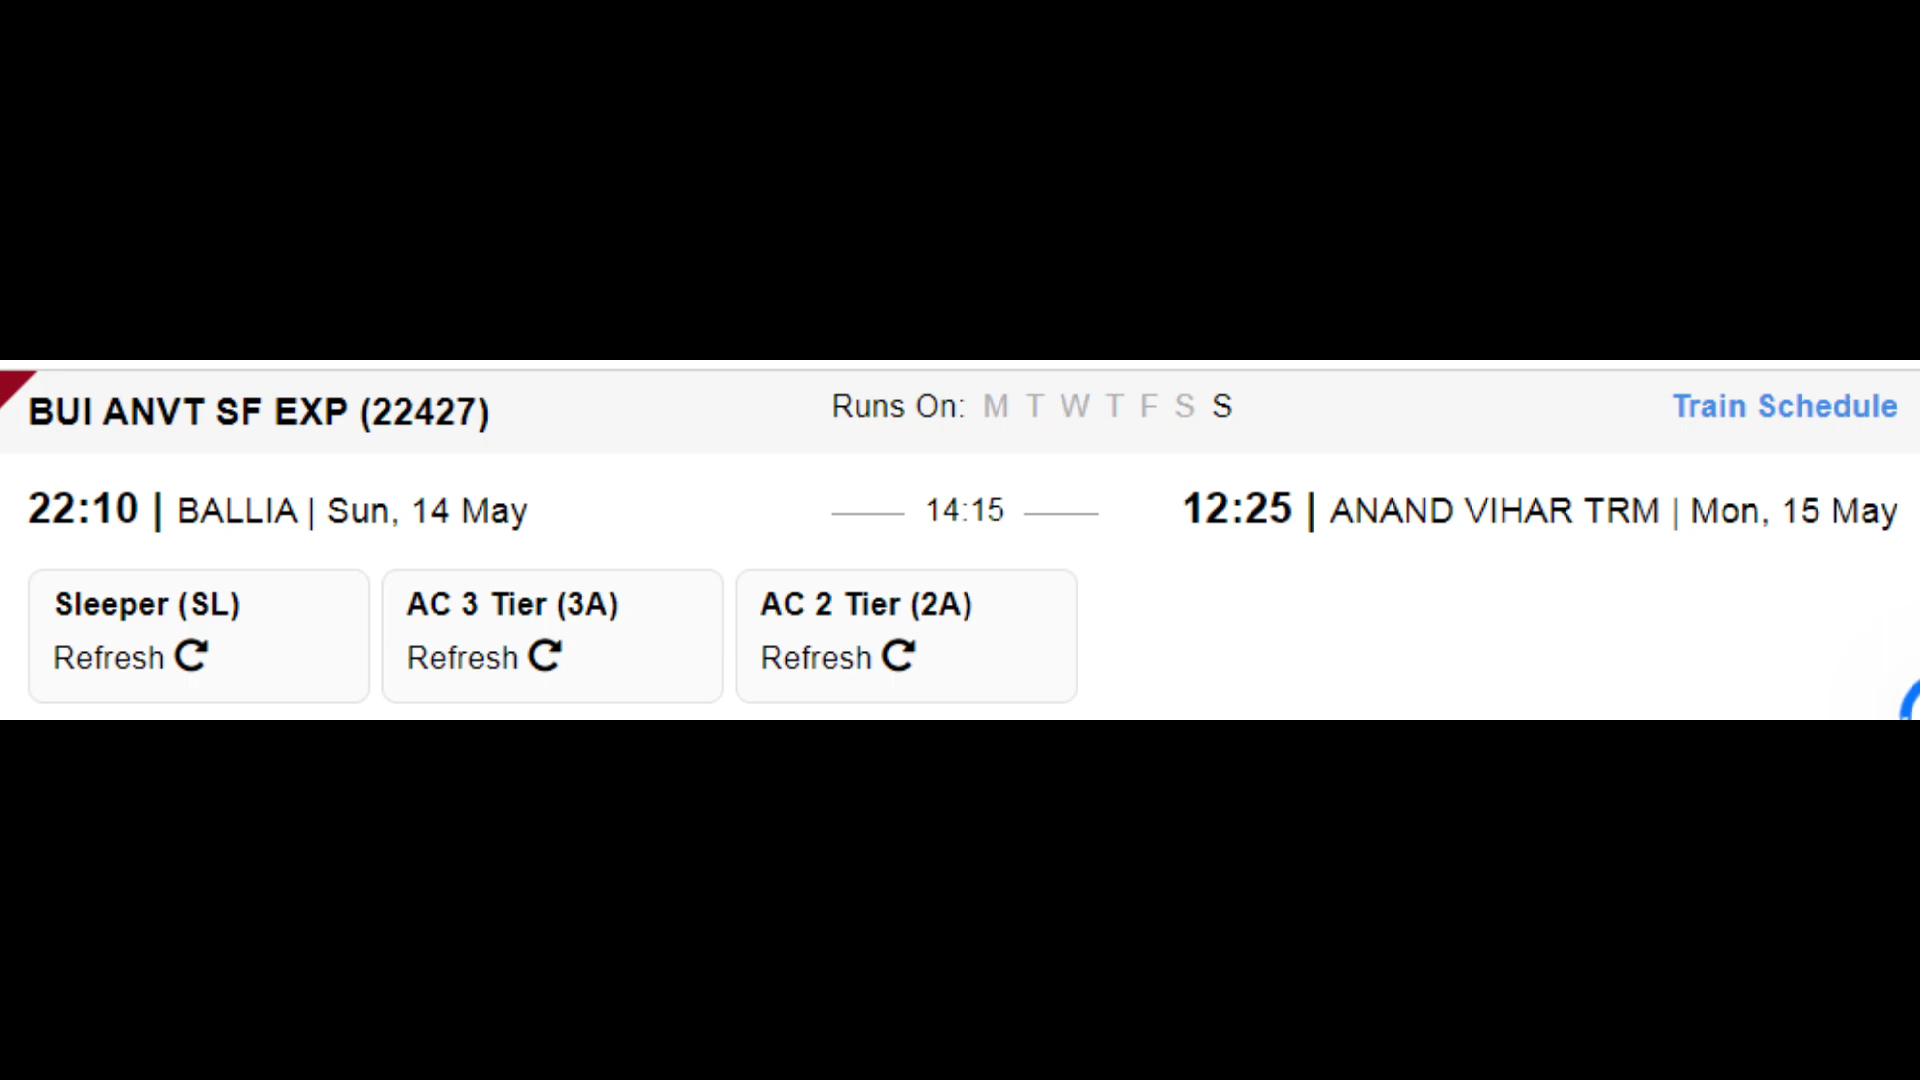 BUI ANVT SF EXP (22427) Runs On: M T W T F S S Train Schedule
22:10 | BALLIA | Sun, 14 May 14:15 12:25 | ANAND VIHAR TRM | Mon, 15 May
Sleeper (SL) AC 3 Tier (3A) AC 2 Tier (2A)
Refresh Refresh Refresh